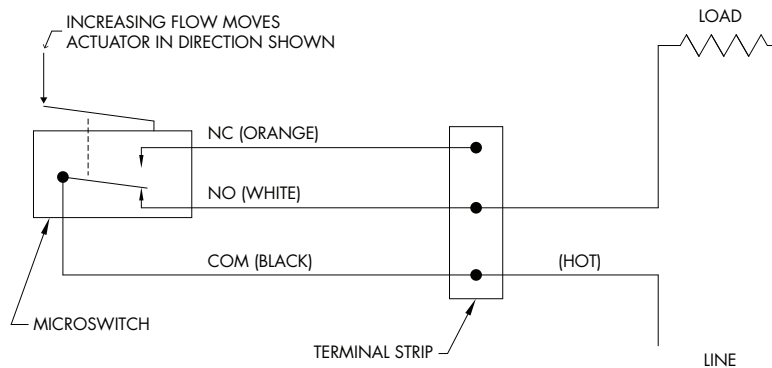 INCREASING FLOW MOVES
ACTUATOR IN DIRECTION SHOWN
LOAD
NC (ORANGE)
NO (WHITE)
COM (BLACK)
(HOT)
MICROSWITCH
TERMINAL STRIP
LINE